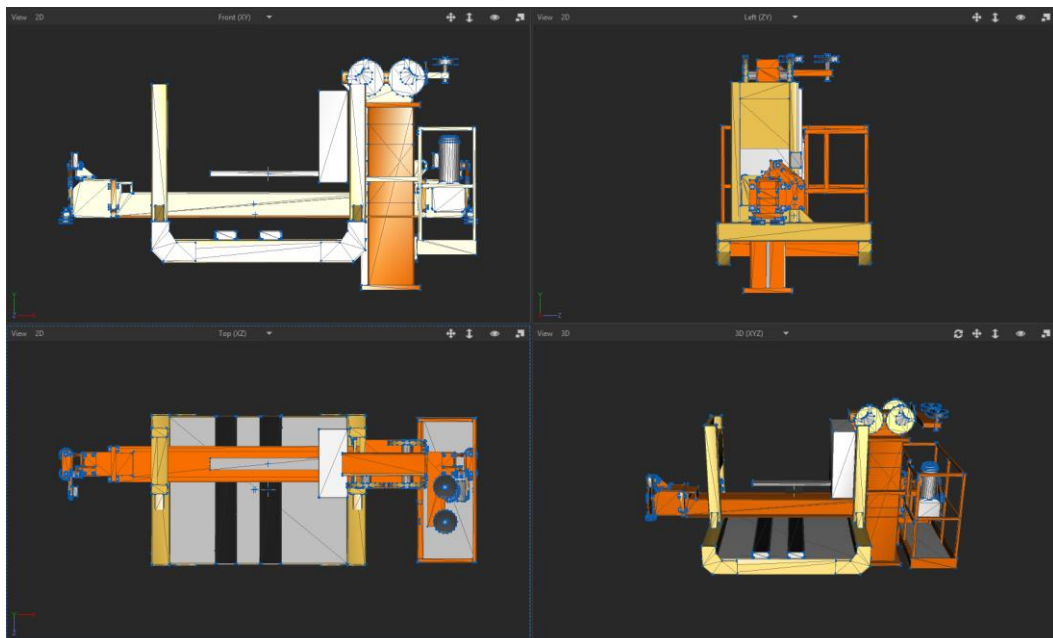 View 2D Front (XY)
View 2D Left (ZY)
View 2D Top (XZ)
View 3D 3D (XYZ)